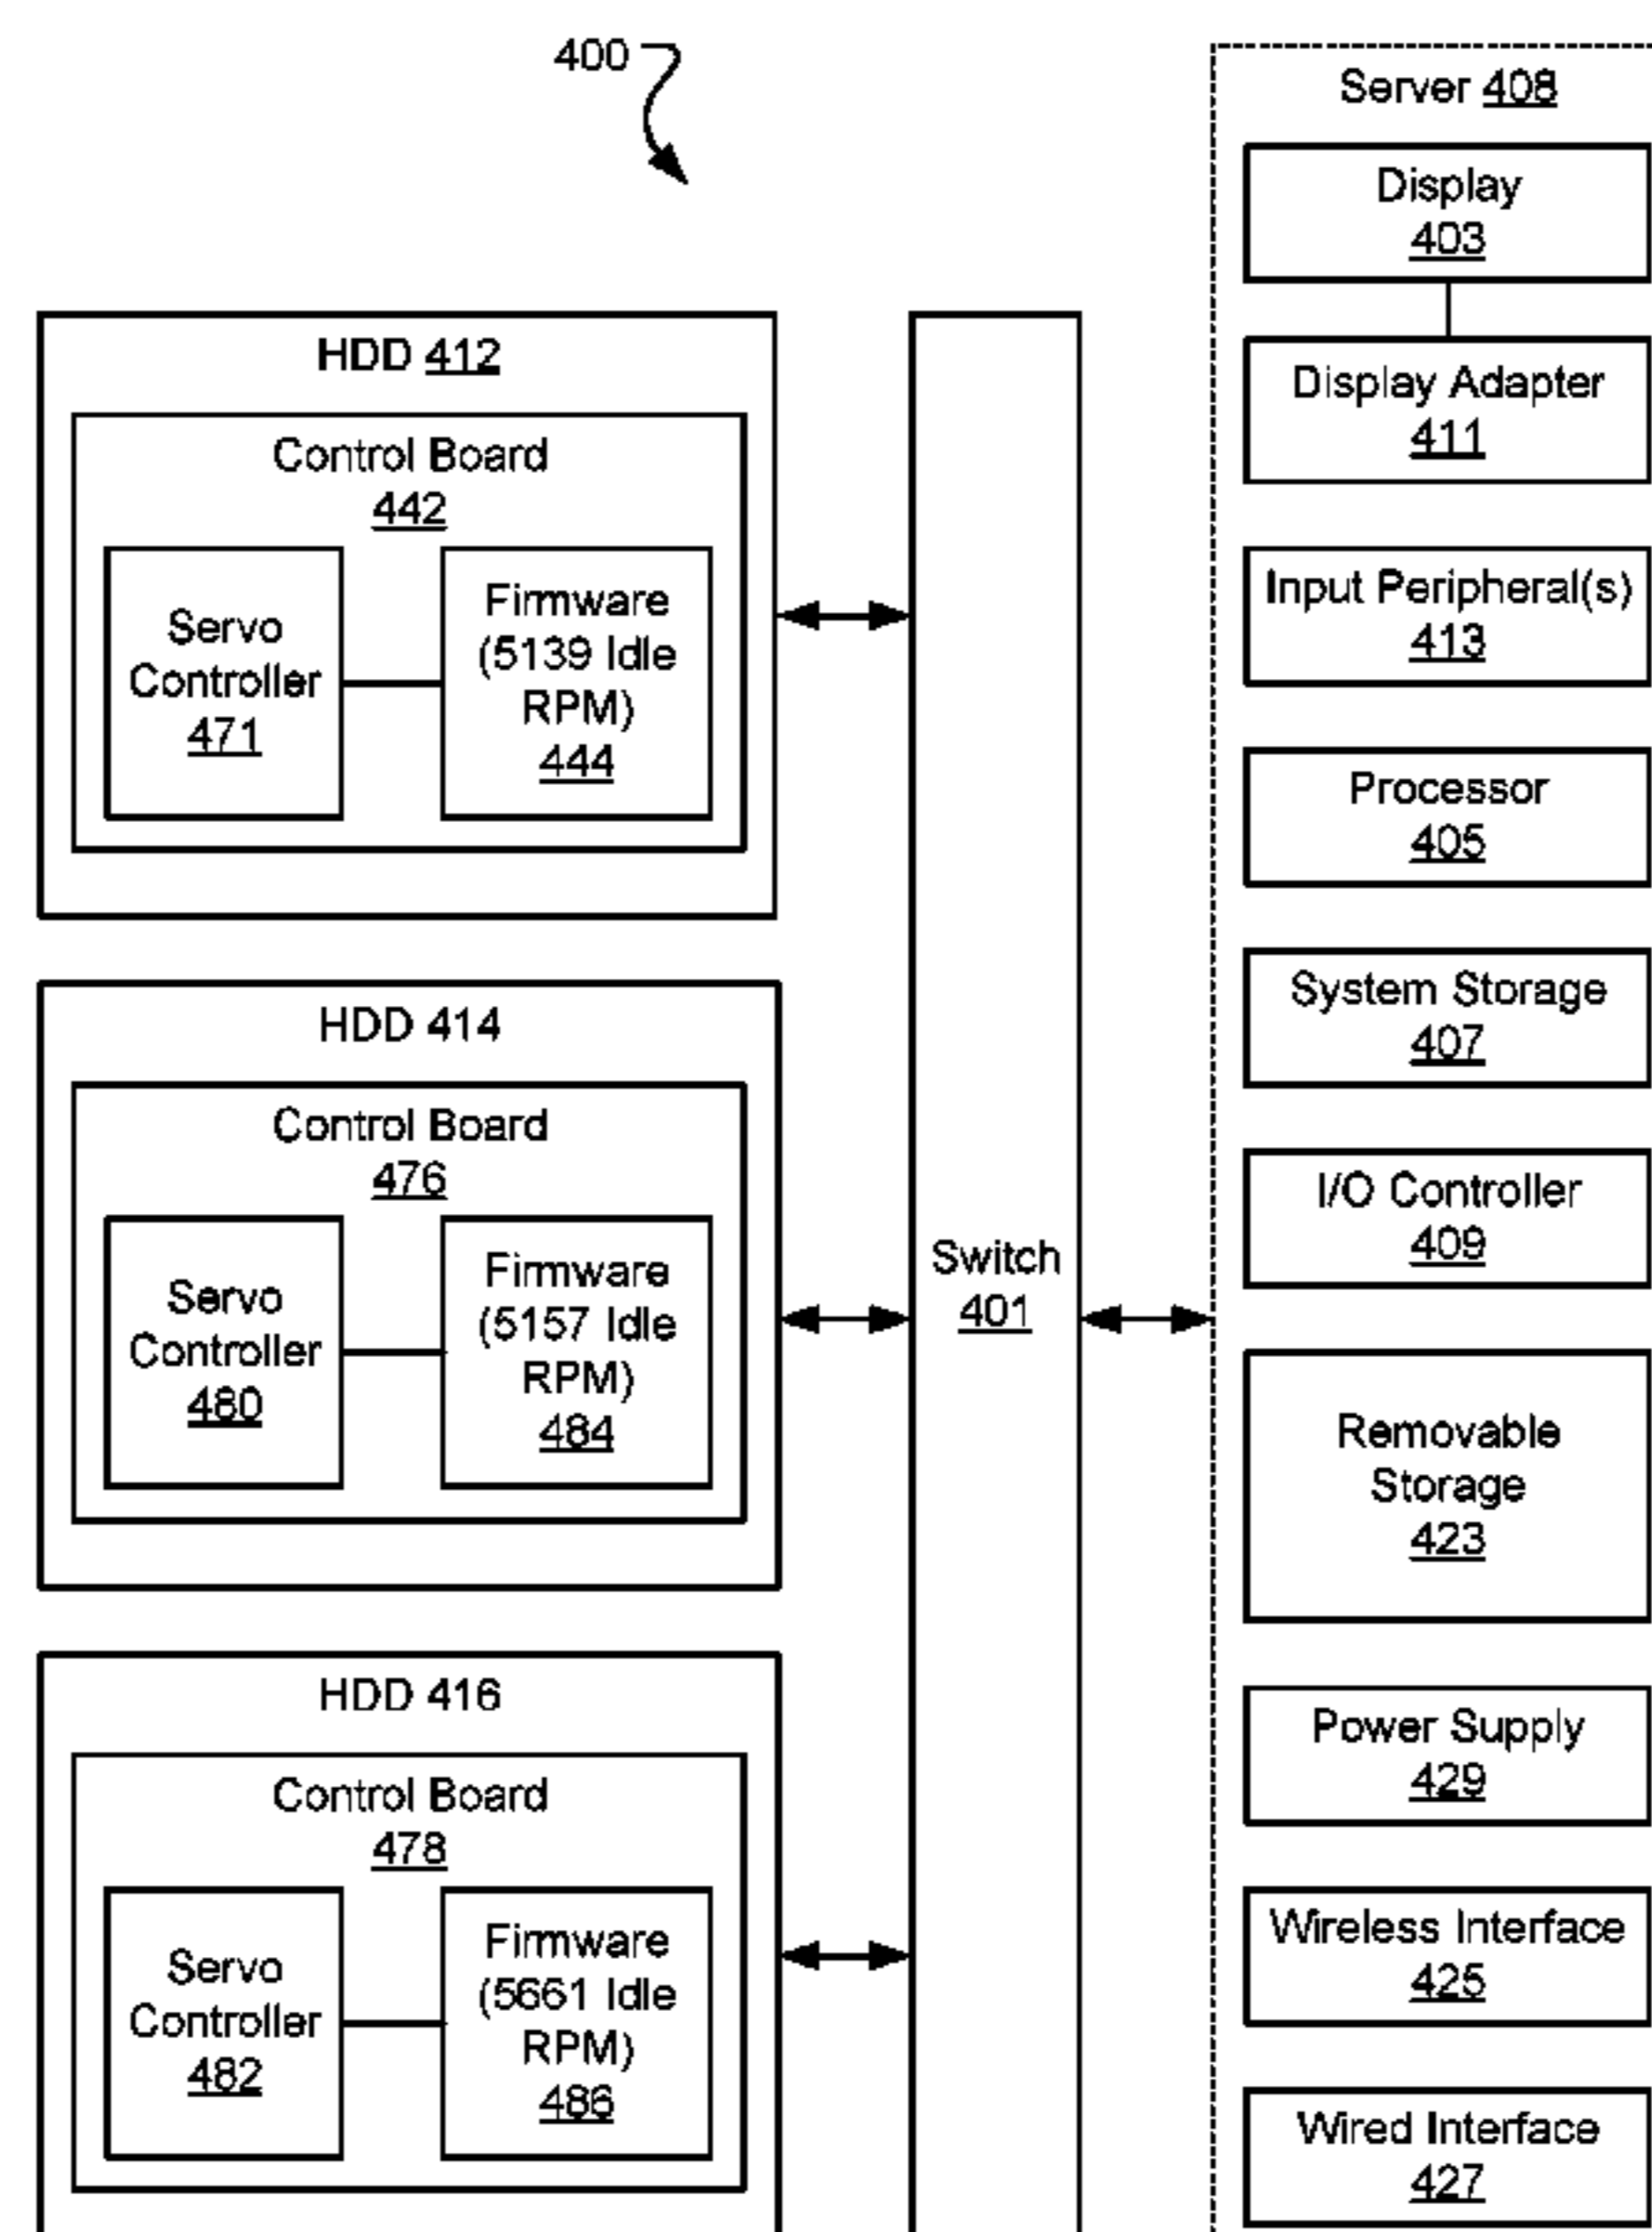 400
HDD 412
Control Board
442
Servo
Controller
471
Firmware
(5139 Idle
RPM)
444
HDD 414
Control Board
476
Servo
Controller
480
Firmware
(5157 Idle
RPM)
484
HDD 416
Control Board
478
Servo
Controller
482
Firmware
(5661 Idle
RPM)
486
Switch
401
Server 408
Display
403
Display Adapter
411
Input Peripheral(s)
413
Processor
405
System Storage
407
I/O Controller
409
Removable
Storage
423
Power Supply
429
Wireless Interface
425
Wired Interface
427